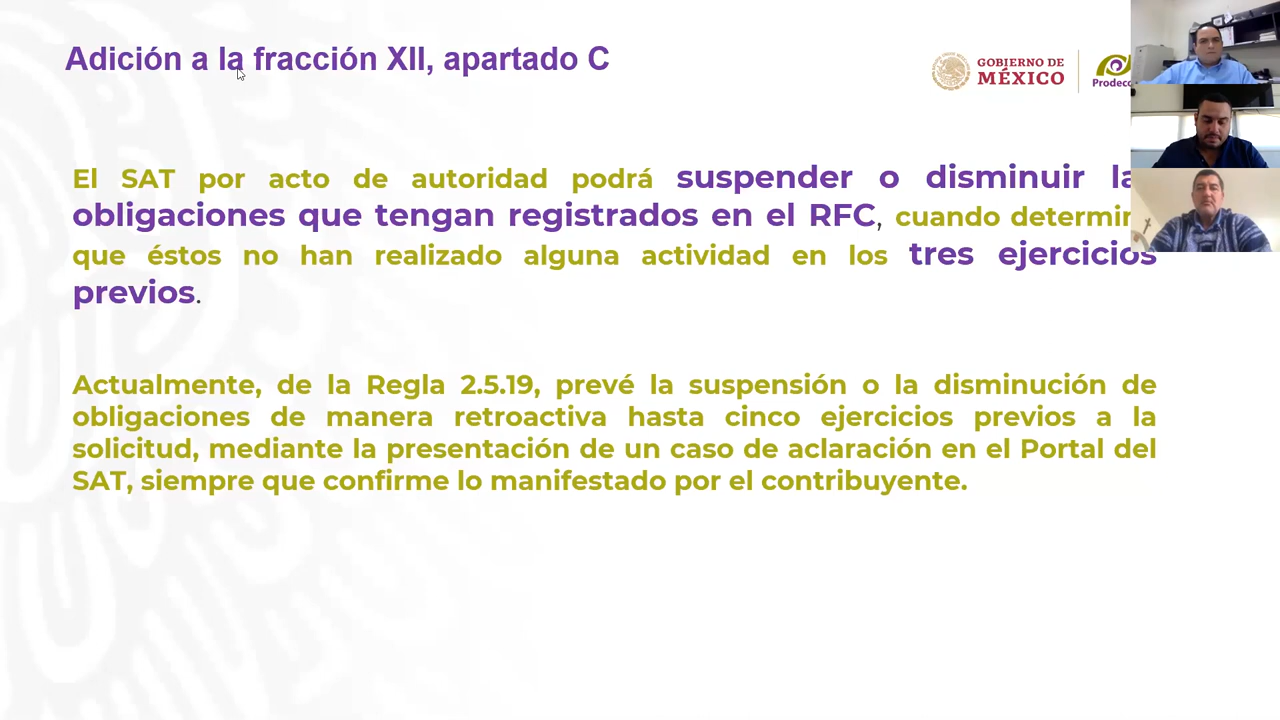 Adición a la fracción XII, apartado C
GOBIERNO DE
MÉXICO
El SAT por acto de autoridad podrá suspender o disminuir
obligaciones que tengan registrados en el RFC, cuando
que éstos no han realizado alguna actividad en los tres ejercicios
previos.
Actualmente, de la Regla 2.5.19, prevé la suspensión o la disminución de
obligaciones de manera retroactiva hasta cinco ejercicios previos a la
solicitud, mediante la presentación de un caso de aclaración en el Portal del
SAT, siempre que confirme lo manifestado por el contribuyente.